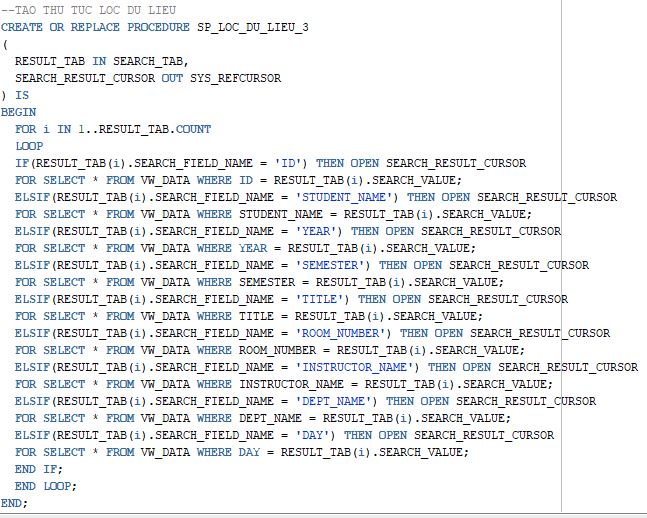 --TAO THU TUC LOC DU LIEU
CREATE OR REPLACE PROCEDURE SP_LOC_DU_LIEU_3
(
RESULT_TAB IN SEARCH_TAB,
SEARCH_RESULT_CURSOR OUT SYS_REFCURSOR
) IS
BEGIN
FOR i IN 1..RESULT_TAB.COUNT
LOOP
IF(RESULT_TAB(i).SEARCH_FIELD_NAME = 'ID') THEN OPEN SEARCH_RESULT_CURSOR
FOR SELECT * FROM VW_DATA WHERE ID = RESULT_TAB(i).SEARCH_VALUE;
ELSIF(RESULT_TAB(i).SEARCH_FIELD_NAME = 'STUDENT_NAME') THEN OPEN SEARCH_RESULT_CURSOR
FOR SELECT * FROM VW_DATA WHERE STUDENT_NAME = RESULT_TAB(i).SEARCH_VALUE;
ELSIF(RESULT_TAB(i).SEARCH_FIELD_NAME = 'YEAR') THEN OPEN SEARCH_RESULT_CURSOR
FOR SELECT * FROM VW_DATA WHERE YEAR = RESULT_TAB(i).SEARCH_VALUE;
ELSIF(RESULT_TAB(i).SEARCH_FIELD_NAME = 'SEMESTER') THEN OPEN SEARCH_RESULT_CURSOR
FOR SELECT * FROM VW_DATA WHERE SEMESTER = RESULT_TAB(i).SEARCH_VALUE;
ELSIF(RESULT_TAB(i).SEARCH_FIELD_NAME = 'TITLE') THEN OPEN SEARCH_RESULT_CURSOR
FOR SELECT * FROM VW_DATA WHERE TITLE = RESULT_TAB(i).SEARCH_VALUE;
ELSIF(RESULT_TAB(i).SEARCH_FIELD_NAME = 'ROOM_NUMBER') THEN OPEN SEARCH_RESULT_CURSOR
FOR SELECT * FROM VW_DATA WHERE ROOM_NUMBER = RESULT_TAB(i).SEARCH_VALUE;
ELSIF(RESULT_TAB(i).SEARCH_FIELD_NAME = 'INSTRUCTOR_NAME') THEN OPEN SEARCH_RESULT_CURSOR
FOR SELECT * FROM VW_DATA WHERE INSTRUCTOR_NAME = RESULT_TAB(i).SEARCH_VALUE;
ELSIF(RESULT_TAB(i).SEARCH_FIELD_NAME = 'DEPT_NAME') THEN OPEN SEARCH_RESULT_CURSOR
FOR SELECT * FROM VW_DATA WHERE DEPT_NAME = RESULT_TAB(i).SEARCH_VALUE;
ELSIF(RESULT_TAB(i).SEARCH_FIELD_NAME = 'DAY') THEN OPEN SEARCH_RESULT_CURSOR
FOR SELECT * FROM VW_DATA WHERE DAY = RESULT_TAB(i).SEARCH_VALUE;
END IF;
END LOOP;
END;